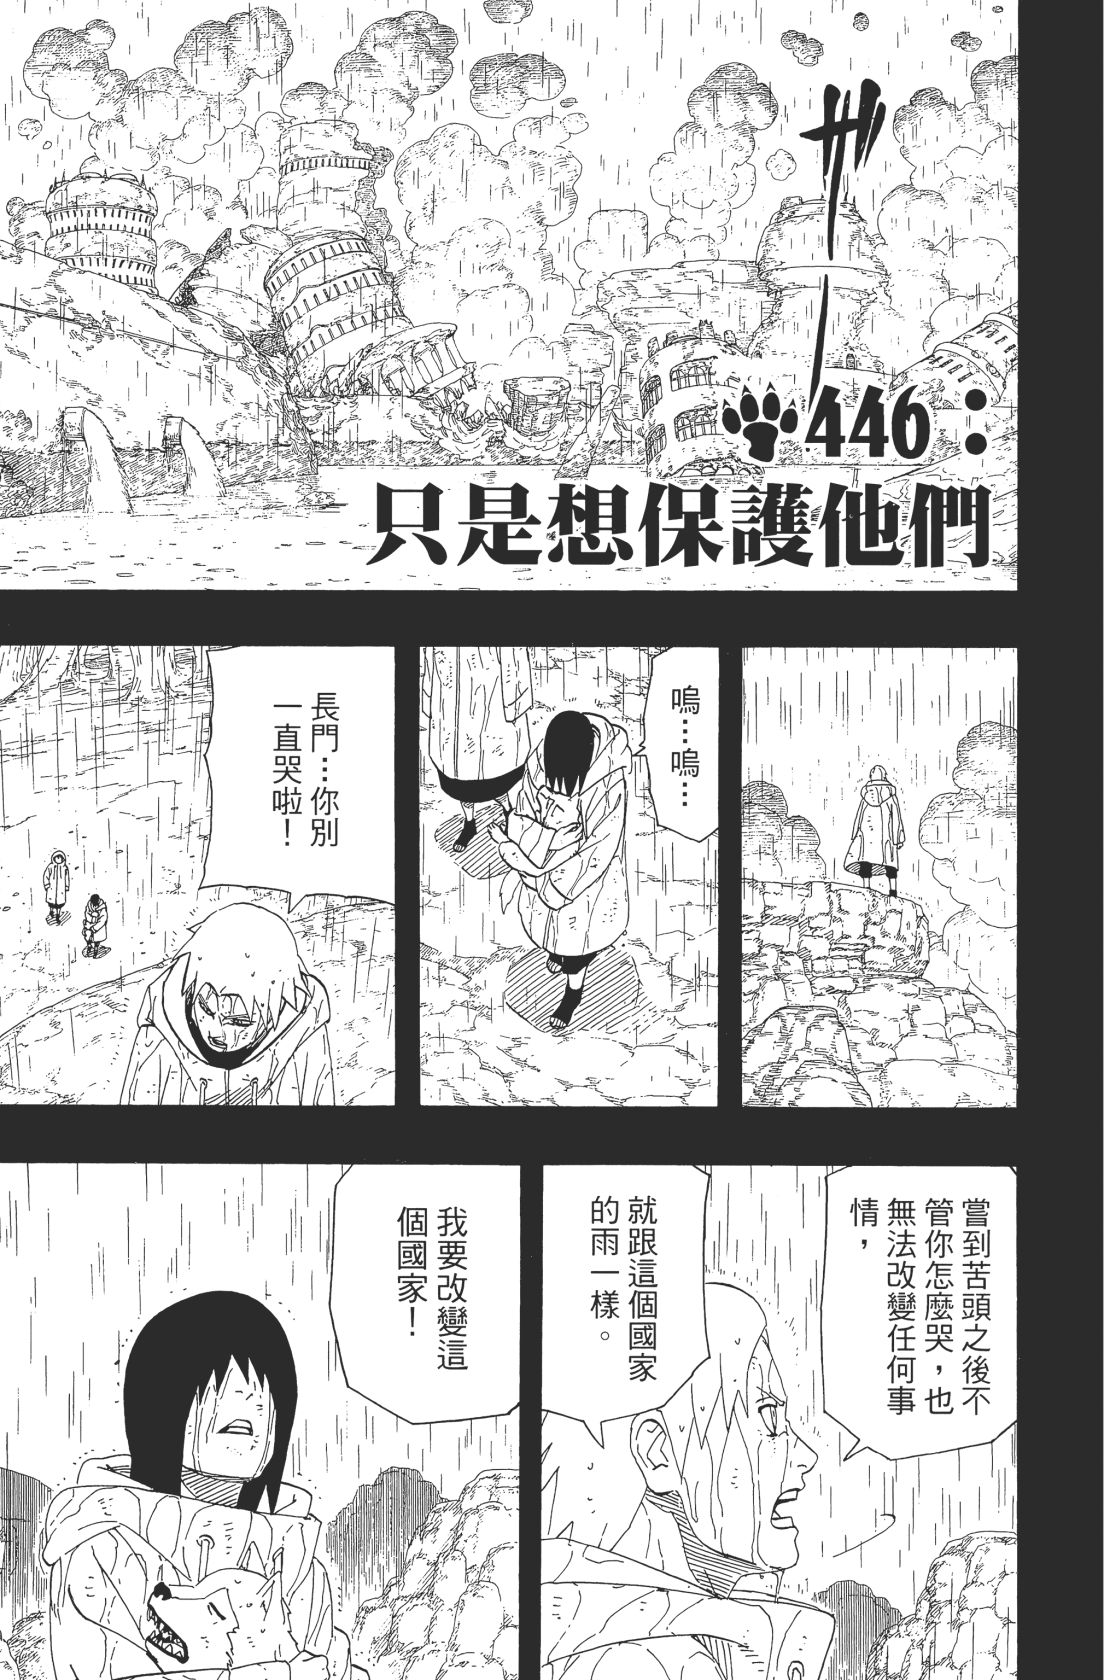 ザ
446：
只是想保護他們
嗚…嗚…
長門…你別
一直哭啦！
嘗到苦頭之後不
管你怎麼哭，也
無法改變任何事
情，
就跟這個國家
的雨一樣。
我要改變這
個國家！